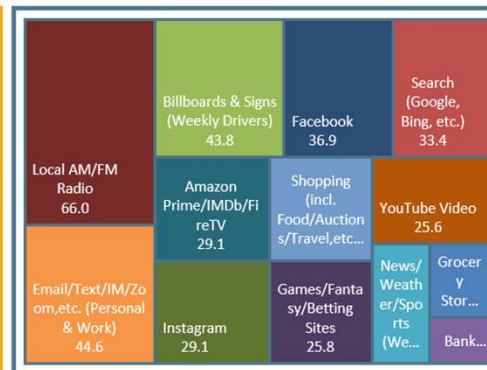 Local AM/FM
Radio
66.0
Email/Text/IM/Zo
om,etc. (Personal
& Work)
44.6
Billboards & Signs
(Weekly Drivers)
43.8
Facebook
36.9
Search
(Google,
Bing, etc.)
33.4
Amazon
Prime/IMDb/Fi
reTV
29.1
Shopping
(incl.
Food/Auction
s/Travel,etc...
YouTube Video
25.6
Instagram
29.1
Games/Fanta
sy/Betting
Sites
25.8
News/
Weath
er/Spo
rts
(We...
Grocer
y
Stor...
Bank...